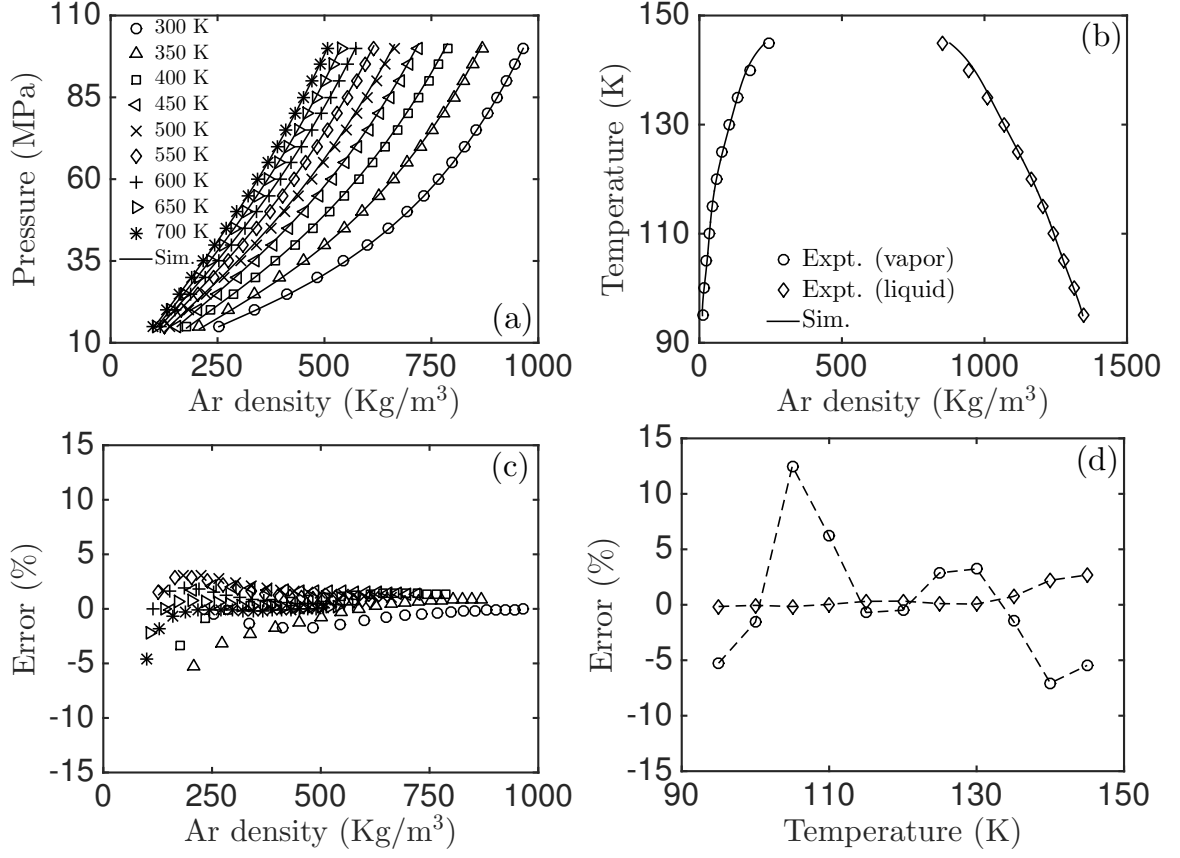 110
85
60
35
10
Pressure (MPa)
300 K
350 K
400 K
450 K
500 K
550 K
600 K
650 K
700 K
Sim.
(a)
0
250
500
750
1000
Ar density (Kg/m³)
150
130
110
90
Temperature (K)
(b)
Expt. (vapor)
Expt. (liquid)
Sim.
0
500
1000
1500
Ar density (Kg/m³)
15
10
5
0
-5
-10
-15
Error (%)
(c)
0
250
500
750
1000
Ar density (Kg/m³)
15
10
5
0
-5
-10
-15
Error (%)
(d)
90
110
130
150
Temperature (K)